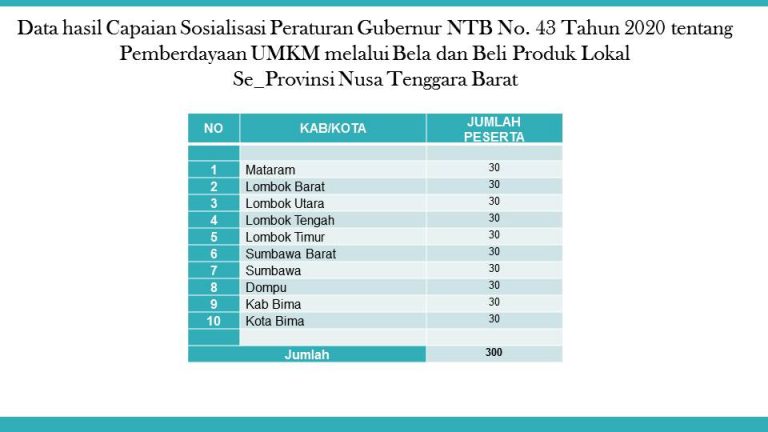 Data hasil Capaian Sosialisasi Peraturan Gubernur NTB No. 43 Tahun 2020 tentang
Pemberdayaan UMKM melalui Bela dan Beli Produk Lokal
Se_Provinsi Nusa Tenggara Barat
NO KAB/KOTA JUMLAH PESERTA
1 Mataram 30
2 Lombok Barat 30
3 Lombok Utara 30
4 Lombok Tengah 30
5 Lombok Timur 30
6 Sumbawa Barat 30
7 Sumbawa 30
8 Dompu 30
9 Kab Bima 30
10 Kota Bima 30
Jumlah 300